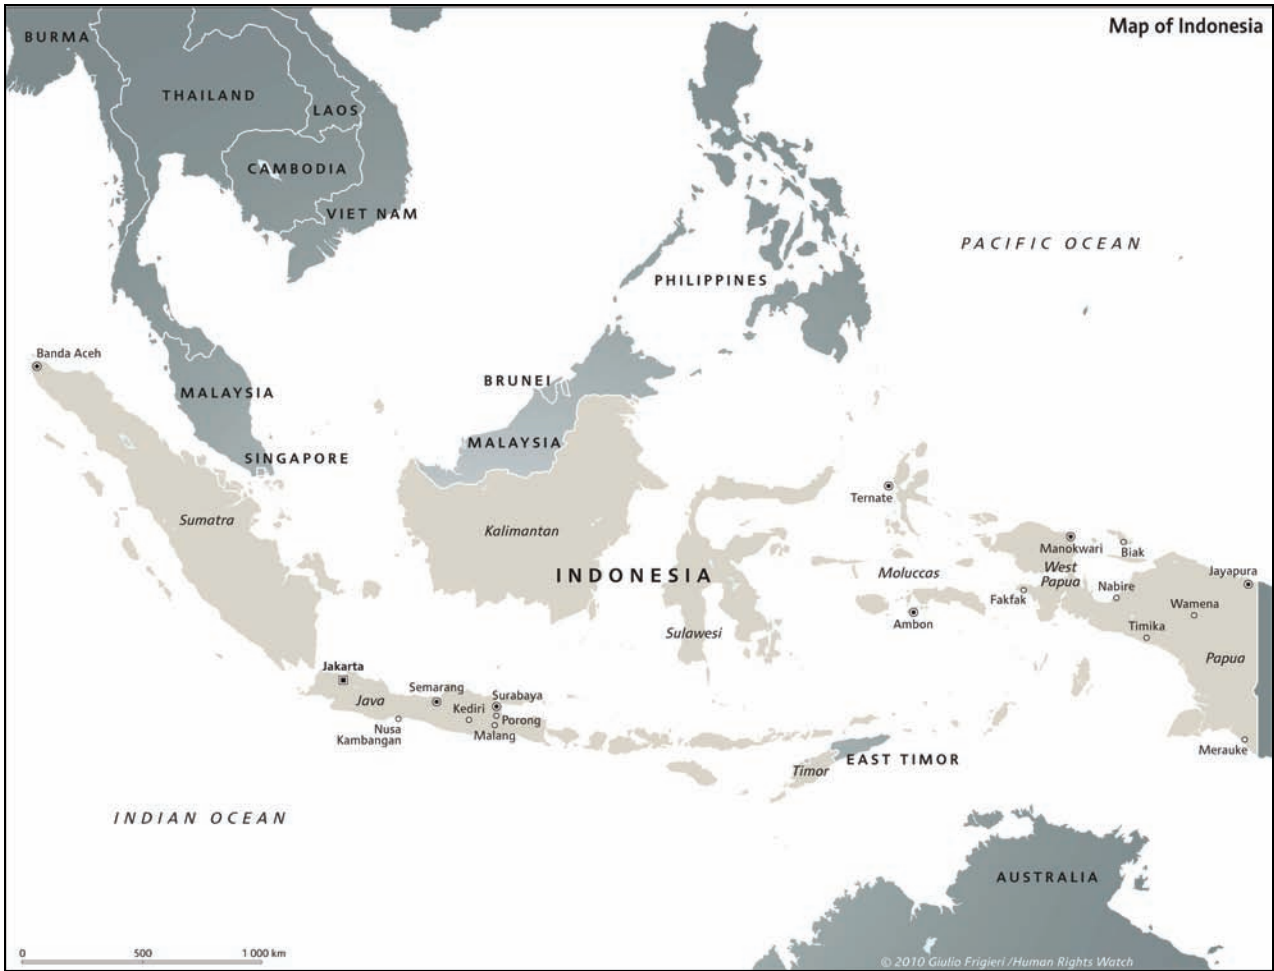 Map of Indonesia
BURMA
THAILAND
LAOS
CAMBODIA
VIET NAM
PACIFIC OCEAN
PHILIPPINES
Banda Aceh
BRUNEI
MALAYSIA
MALAYSIA
SINGAPORE
Ternate
Sumatra
Kalimantan
Manokwari
Biak
West
Papua
INDONESIA
Moluccas
Jayapura
Nabire
Fakfak
Wamena
Ambon
Timika
Sulawesi
Papua
Jakarta
Semarang
Surabaya
Java
Kediri
Porong
Nusa
Kambangan
Malang
Merauke
EAST TIMOR
Timor
INDIAN OCEAN
AUSTRALIA
0 500 1 000 km
© 2010 Giulio Frigieri /Human Rights Watch